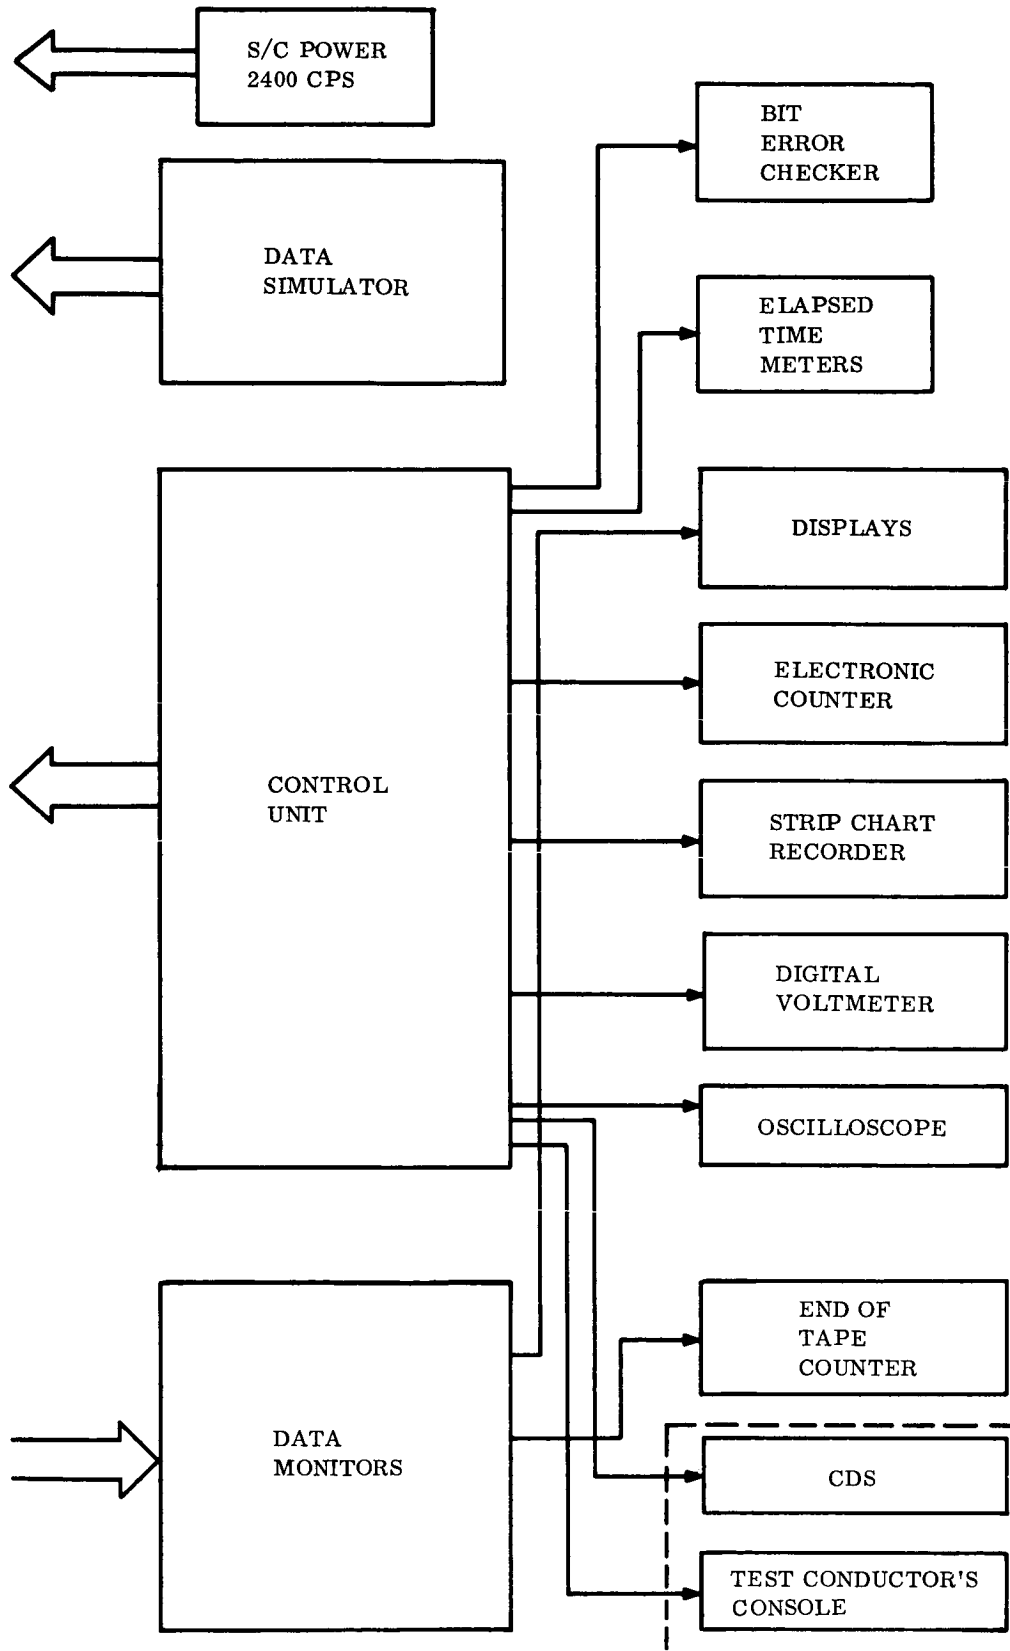 S/C POWER
2400 CPS
BIT
ERROR
CHECKER
DATA
SIMULATOR
ELAPSED
TIME
METERS
DISPLAYS
ELECTRONIC
COUNTER
CONTROL
UNIT
STRIP CHART
RECORDER
DIGITAL
VOLTMETER
OSCILLOSCOPE
END OF
TAPE
COUNTER
DATA
MONITORS
CDS
TEST CONDUCTOR'S
CONSOLE